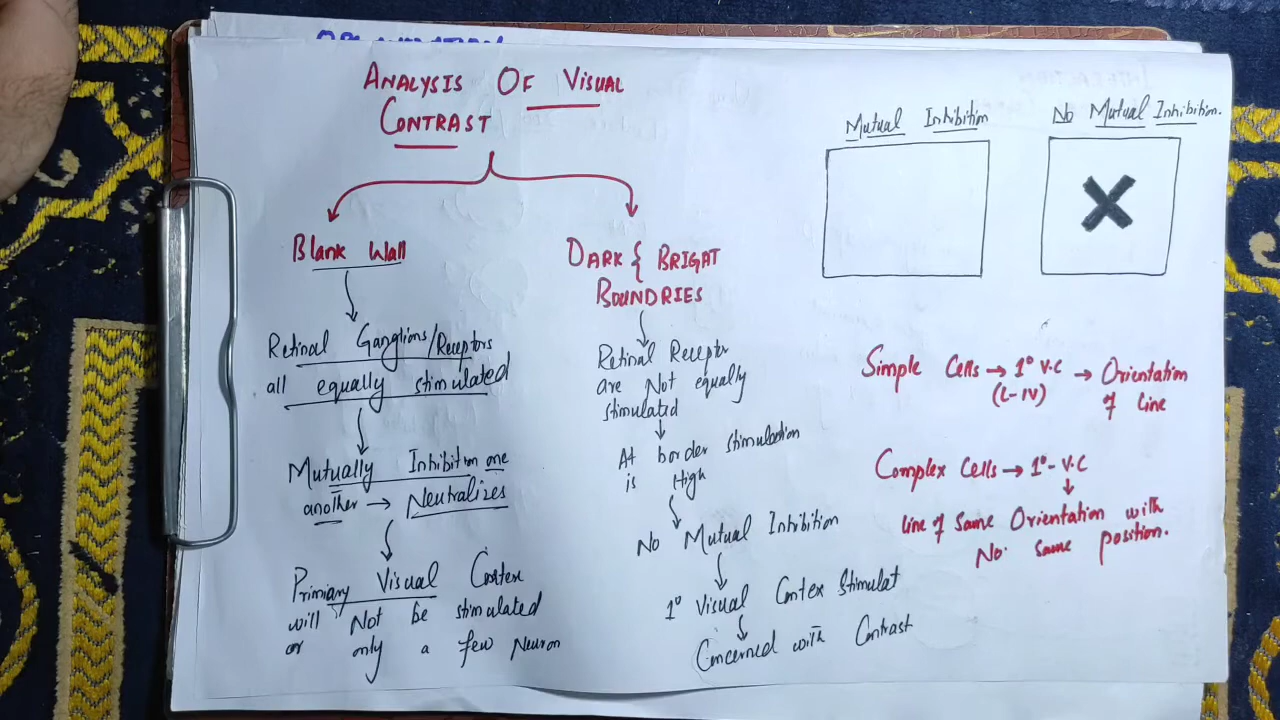 ANALYSIS OF VISUAL
CONTRAST
Blank Wall
Retinal Ganglions/Receptors
all equally stimulated
Mutually Inhibition one
another → Neutralizes
Primiary Visual Cortex
will Not be stimulated
or only a few Neuron
DARK & BRIGAT
BOUNDRIES
Retinal Receptor
are Not equally
stimulated
At border stimulation
is High
No Mutual Inhibition
1° Visual Cortex Stimulat
Concerned with Contrast
Mutual Inhibition
No Mutual Inhibition.
Simple Cells → 1° V.C → Orientation
(L-IV) of line
Complex Cells → 1°- V.C
line of Same Orientation with
No. same position.